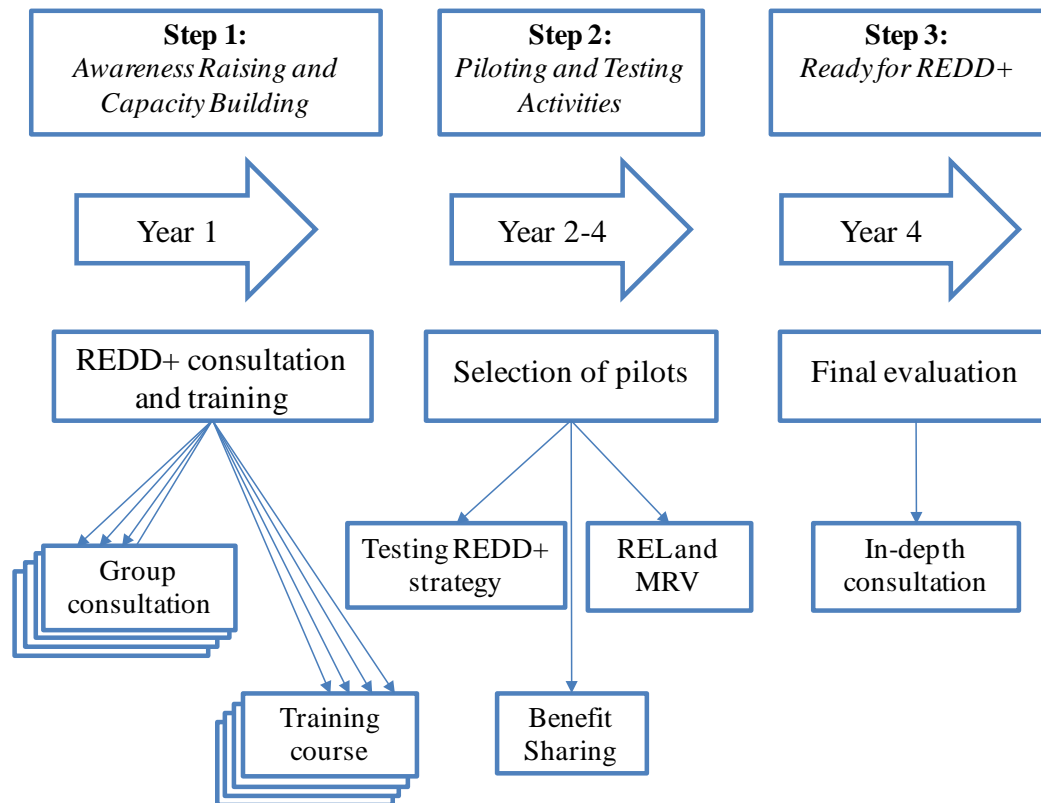 Step 1:
Awareness Raising and
Capacity Building
Step 2:
Piloting and Testing
Activities
Step 3:
Ready for REDD+
Year 1
Year 2-4
Year 4
REDD+ consultation
and training
Selection of pilots
Final evaluation
Group
consultation
Testing REDD+
strategy
RELand
MRV
In-depth
consultation
Training
course
Benefit
Sharing